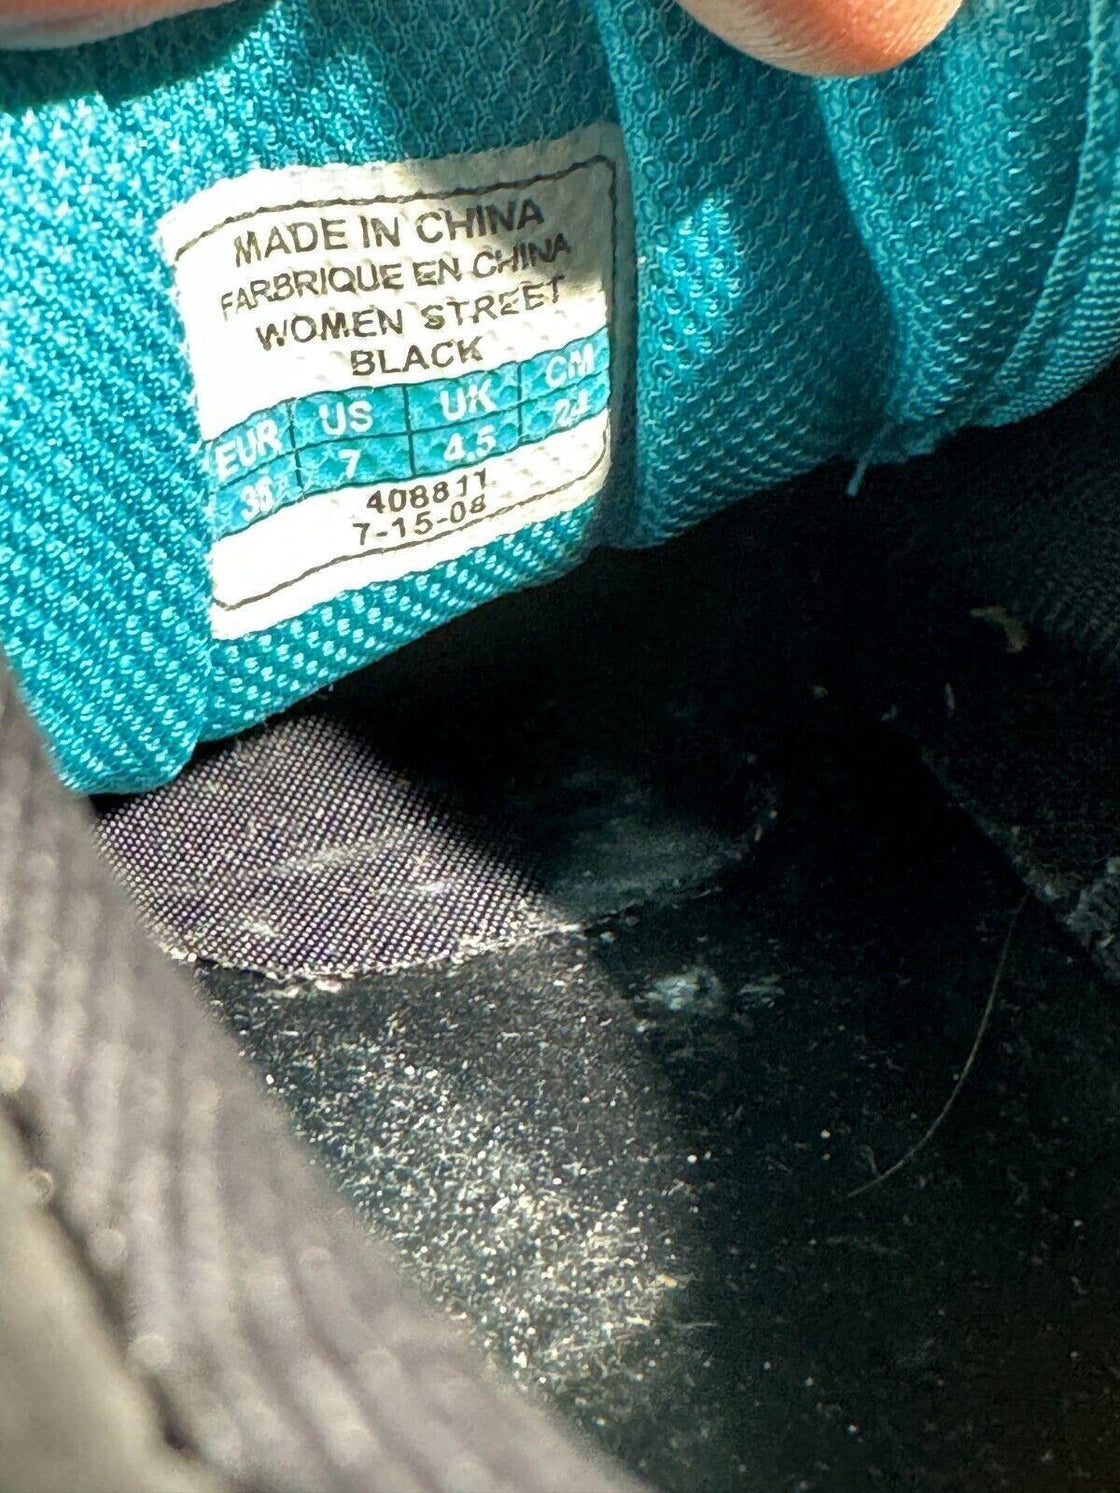 MADE IN CHINA
FARBRIQUE EN CHINA
WOMEN STREET
BLACK
EUR US UK CM
7 4.5
408811
7-15-08